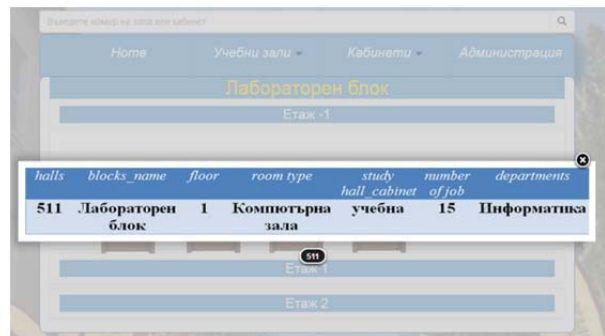 Въведете номер на зала или кабинет
Home Учебни зали Кабинети Администрация
Лабораторен блок
Етаж -1
halls blocks_name floor room type study hall_cabinet number of job departments
511 Лабораторен блок 1 Компютърна зала учебна 15 Информатика
511
Етаж 1
Етаж 2